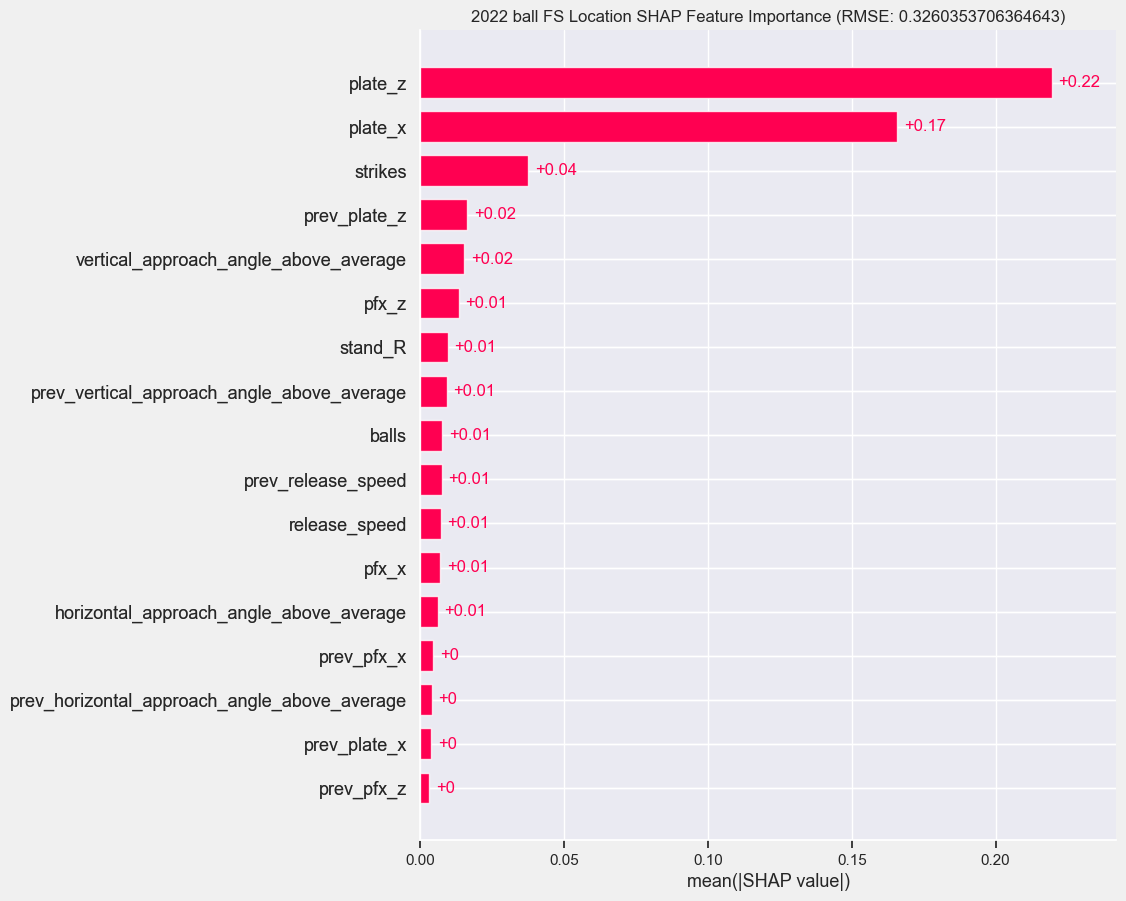 2022 ball FS Location SHAP Feature Importance (RMSE: 0.3260353706364643)
plate_z +0.22
plate_x +0.17
strikes +0.04
prev_plate_z +0.02
vertical_approach_angle_above_average +0.02
pfx_z +0.01
stand_R +0.01
prev_vertical_approach_angle_above_average +0.01
balls +0.01
prev_release_speed +0.01
release_speed +0.01
pfx_x +0.01
horizontal_approach_angle_above_average +0.01
prev_pfx_x +0
prev_horizontal_approach_angle_above_average +0
prev_plate_x +0
prev_pfx_z +0
0.00 0.05 0.10 0.15 0.20
mean(|SHAP value|)